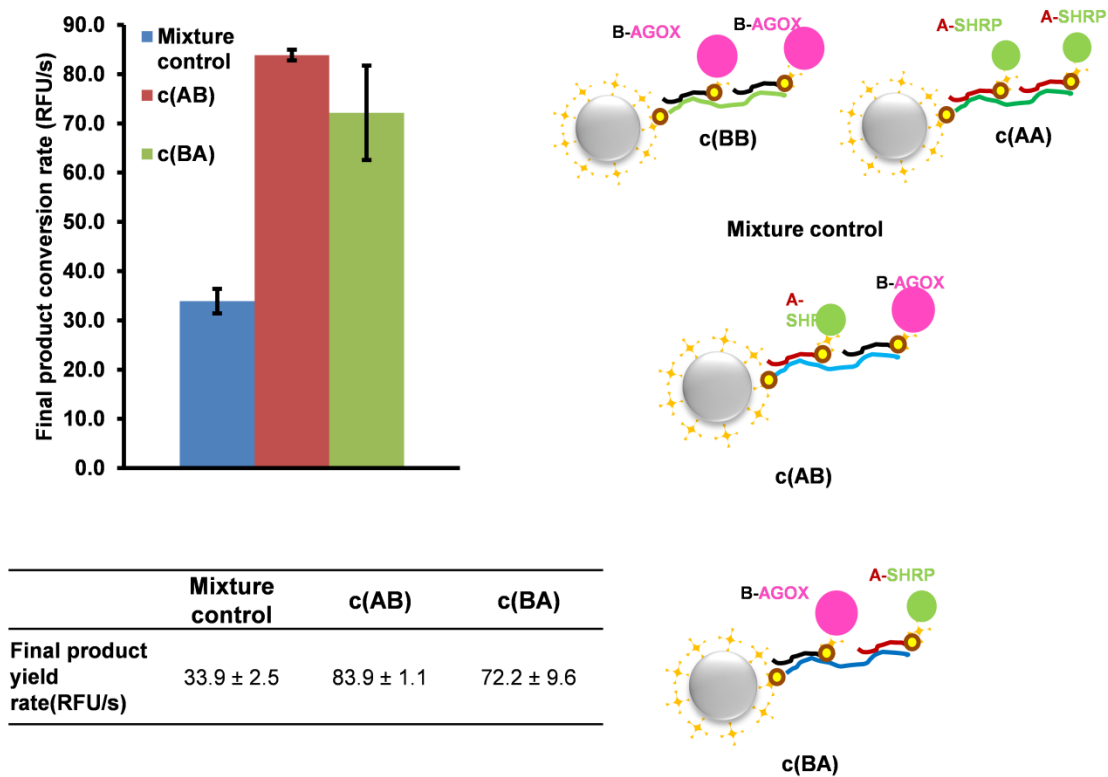 90.0
80.0
70.0
60.0
50.0
40.0
30.0
20.0
10.0
0.0
Final product conversion rate (RFU/s)
Mixture
control
c(AB)
c(BA)
B-AGOX
B-AGOX
c(BB)
A-SHRP
A-SHRP
c(AA)
Mixture control
A-
SHRP
B-AGOX
c(AB)
Mixture
control
c(AB)
c(BA)
Final product
yield
rate(RFU/s)
33.9 ± 2.5
83.9 ± 1.1
72.2 ± 9.6
B-AGOX
A-SHRP
c(BA)